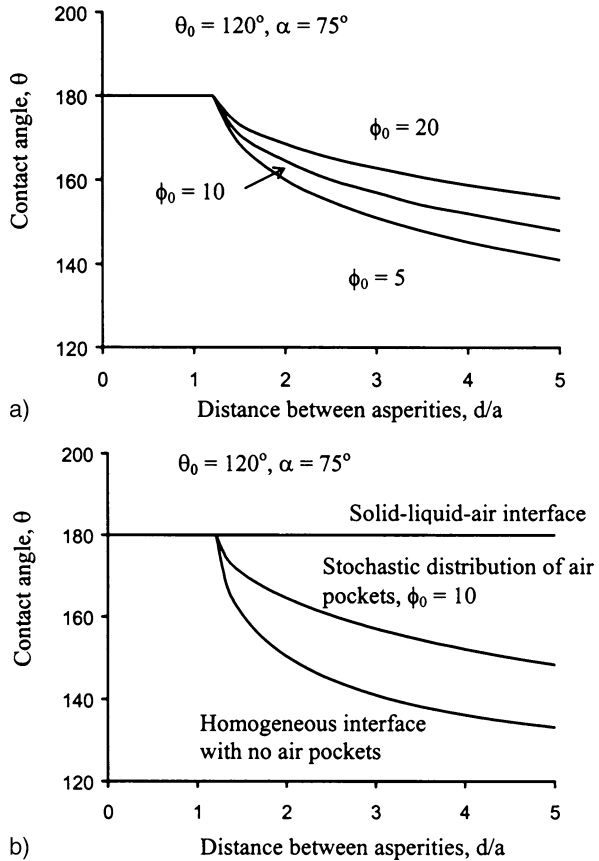 200
θ₀ = 120°, α = 75°
180
ϕ₀ = 20
160
ϕ₀ = 10
140
ϕ₀ = 5
120
Contact angle, θ
0 1 2 3 4 5
a) Distance between asperities, d/a
200
θ₀ = 120°, α = 75°
Solid-liquid-air interface
180
Stochastic distribution of air
pockets, ϕ₀ = 10
160
140
Homogeneous interface
with no air pockets
120
Contact angle, θ
0 1 2 3 4 5
b) Distance between asperities, d/a